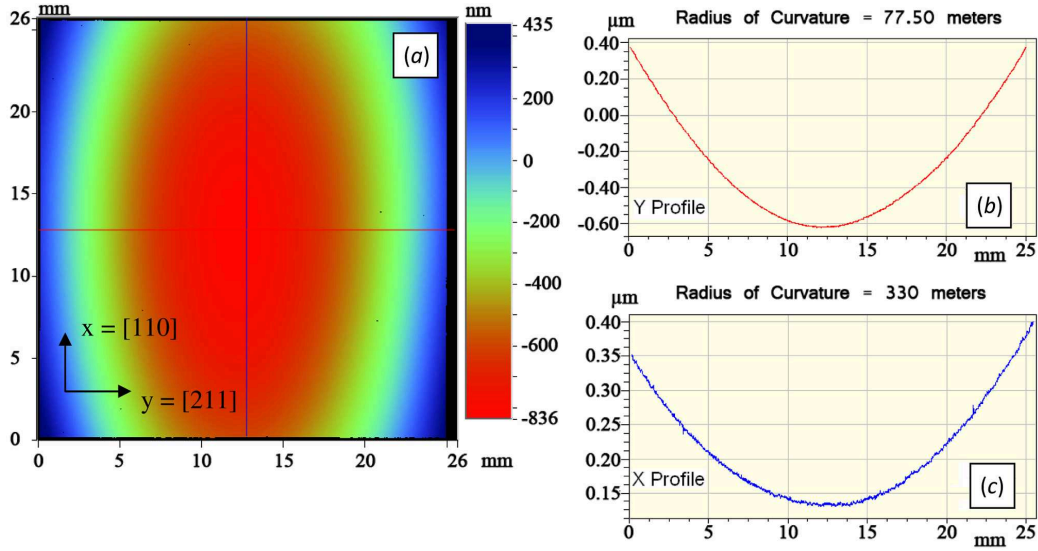 mm
26
20
15
10
5
0
0 5 10 15 20 26 mm
(a)
x = [110]
y = [211]
nm
435
200
0
-200
-400
-600
-836
µm Radius of Curvature = 77.50 meters
0.40
0.20
0.00
-0.20
-0.40
-0.60
Y Profile
(b)
0 5 10 15 20 25
mm
µm Radius of Curvature = 330 meters
0.40
0.35
0.30
0.25
0.20
0.15
X Profile
(c)
0 5 10 15 20 25
mm